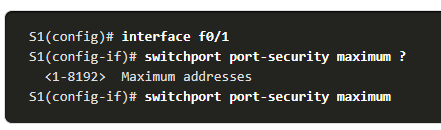 S1(config)# interface f0/1
S1(config-if)# switchport port-security maximum ?
<1-8192> Maximum addresses
S1(config-if)# switchport port-security maximum